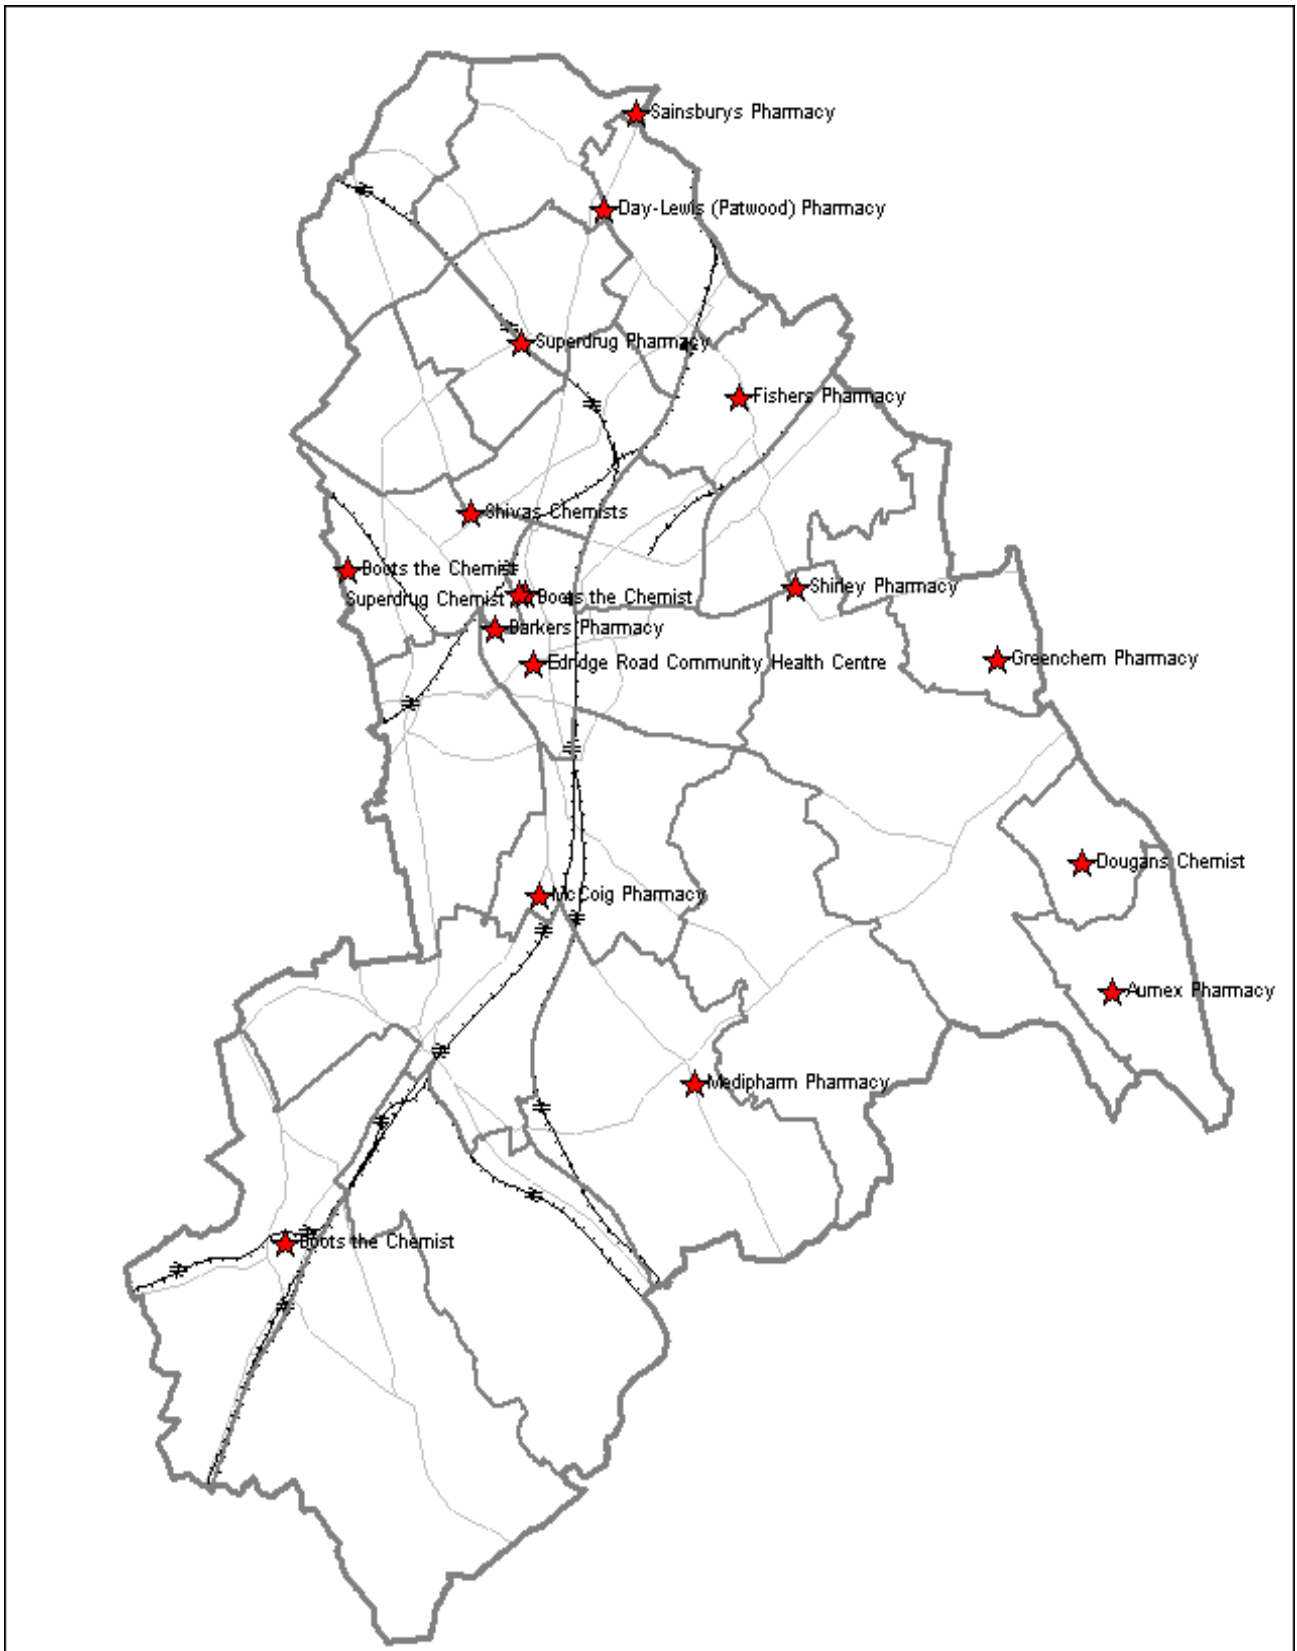 Sainsburys Pharmacy
Day-Lewis (Patwood) Pharmacy
Superdrug Pharmacy
Fishers Pharmacy
Shivas Chemists
Boots the Chemist
Shirley Pharmacy
Superdrug Chemist
Boots the Chemist
Barkers Pharmacy
Edridge Road Community Health Centre
Greenchem Pharmacy
Dougans Chemist
McCoig Pharmacy
Aumex Pharmacy
Medipharm Pharmacy
Boots the Chemist